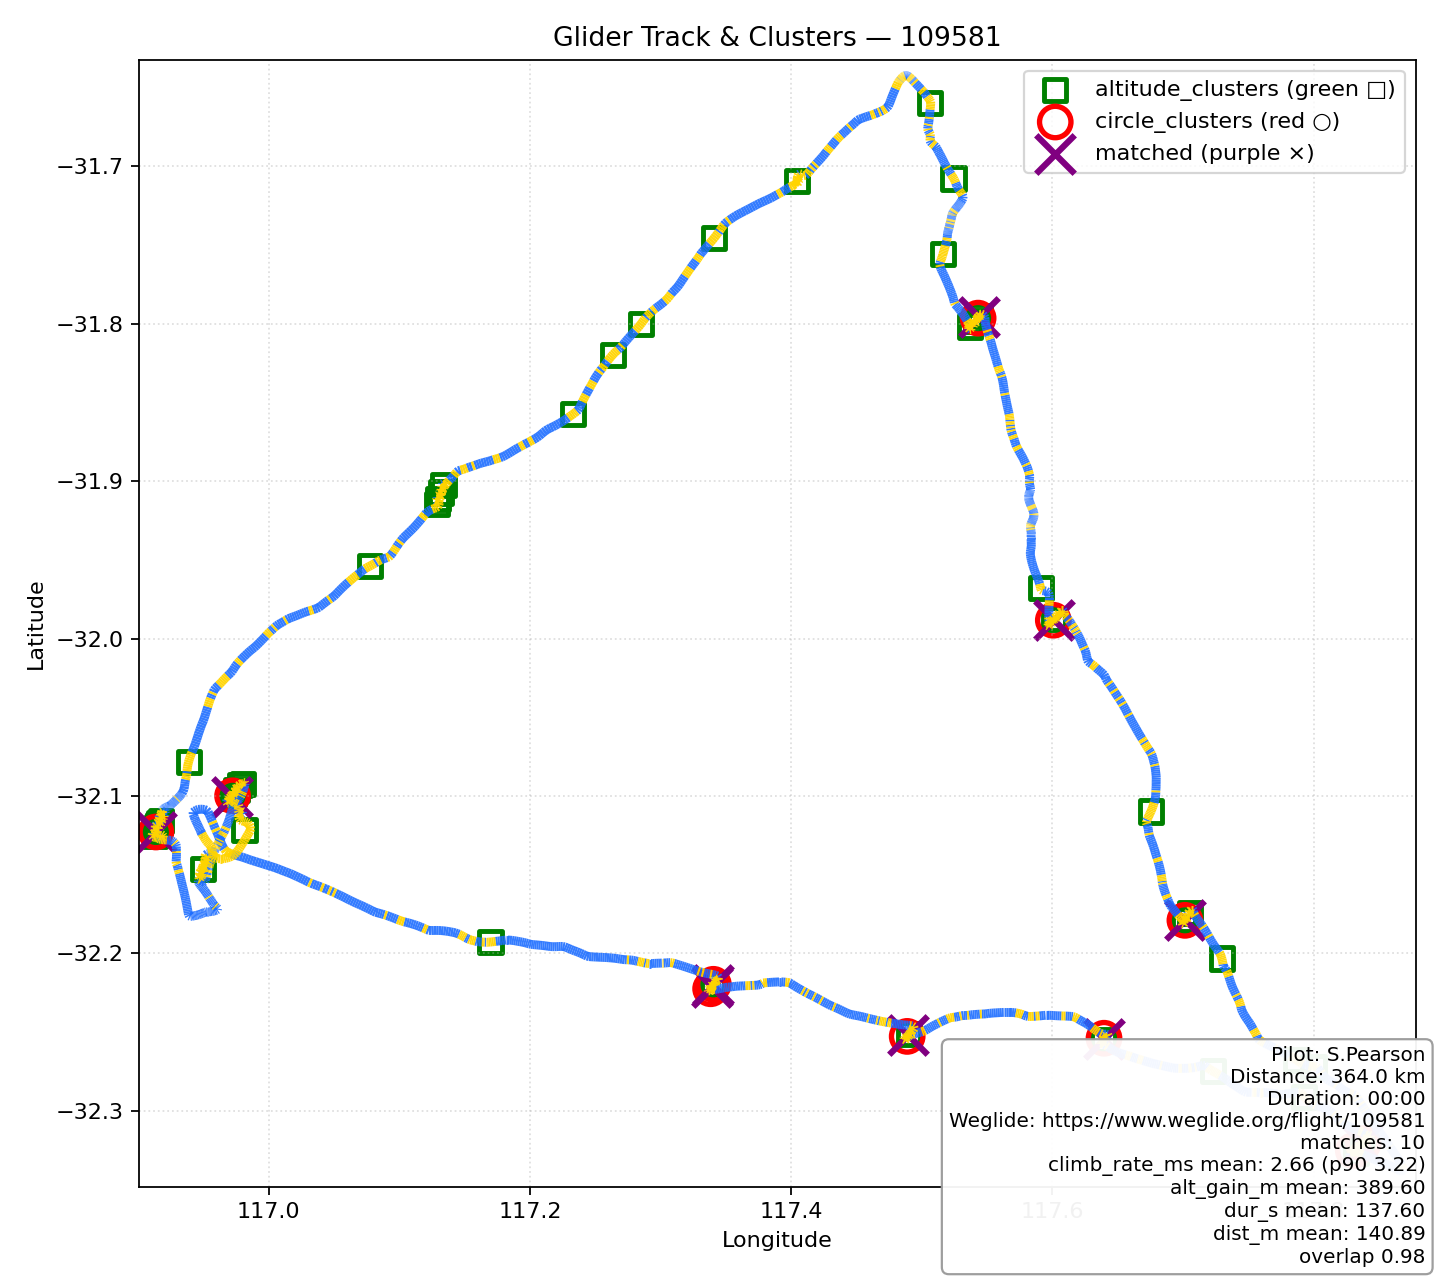 Glider Track & Clusters — 109581
altitude_clusters (green □)
circle_clusters (red ○)
matched (purple ×)
Latitude
−31.7
−31.8
−31.9
−32.0
−32.1
−32.2
−32.3
117.0
117.2
117.4
117.6
Longitude
Pilot: S.Pearson
Distance: 364.0 km
Duration: 00:00
Weglide: https://www.weglide.org/flight/109581
matches: 10
climb_rate_ms mean: 2.66 (p90 3.22)
alt_gain_m mean: 389.60
dur_s mean: 137.60
dist_m mean: 140.89
overlap 0.98